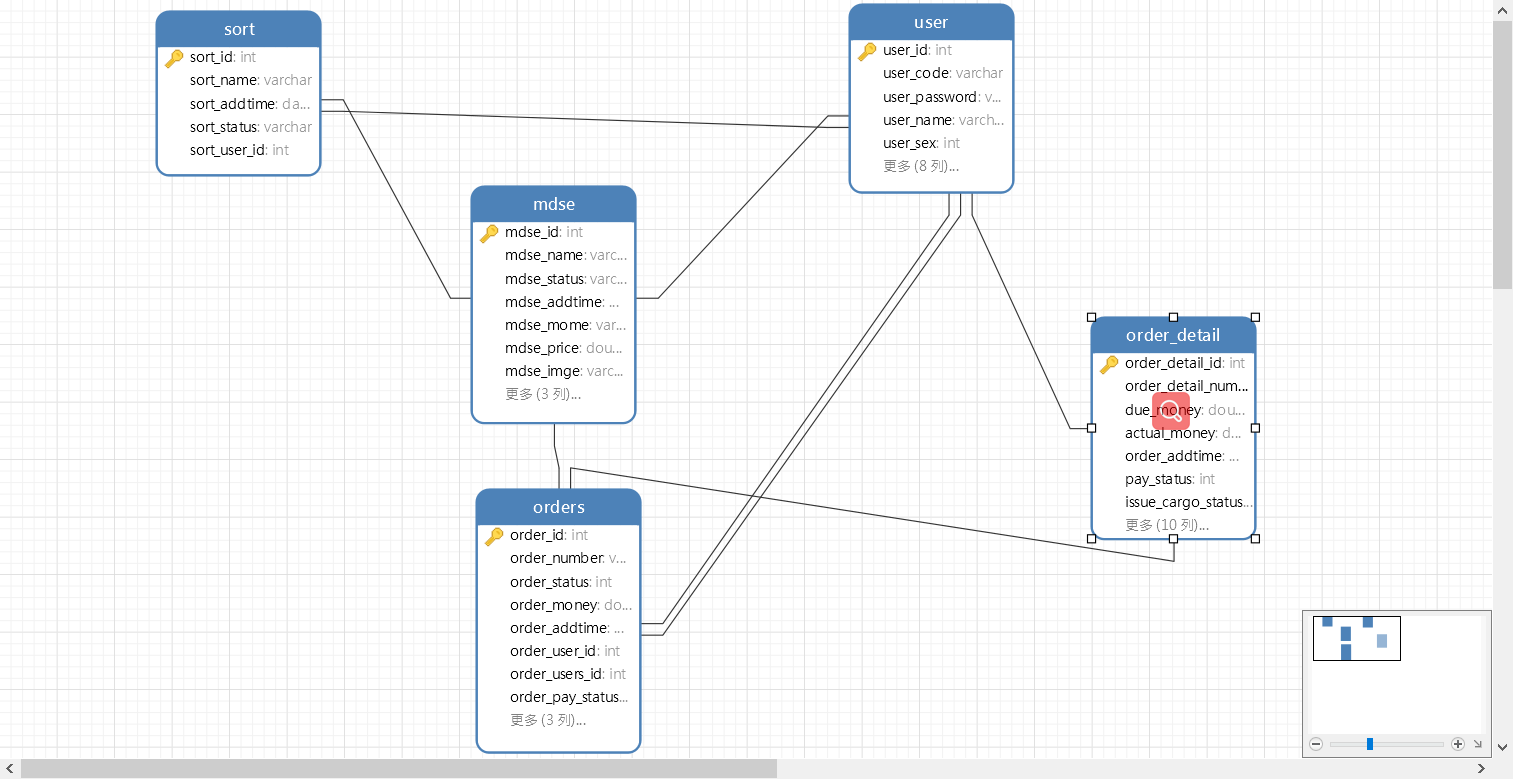 sort
sort_id: int
sort_name: varchar
sort_addtime: da...
sort_status: varchar
sort_user_id: int
user
user_id: int
user_code: varchar
user_password: v...
user_name: varch...
user_sex: int
更多 (8 列)...
mdse
mdse_id: int
mdse_name: varc...
mdse_status: varc...
mdse_addtime: ...
mdse_mome: var...
mdse_price: dou...
mdse_imge: varc...
更多 (3 列)...
order_detail
order_detail_id: int
order_detail_num...
due_money: dou...
actual_money: d...
order_addtime: ...
pay_status: int
issue_cargo_status...
更多 (10 列)...
orders
order_id: int
order_number: v...
order_status: int
order_money: do...
order_addtime: ...
order_user_id: int
order_users_id: int
order_pay_status...
更多 (3 列)...